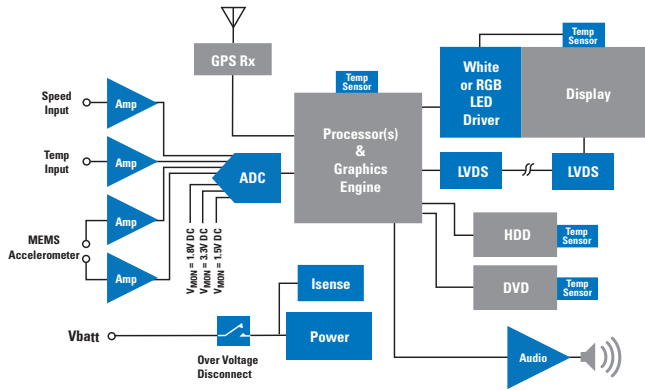 GPS Rx
Speed
Input
Amp
Temp
Input
Amp
MEMS
Accelerometer
Amp
Amp
ADC
VMON = 1.8V DC
VMON = 3.3V DC
VMON = 1.5V DC
Temp
Sensor
Processor(s)
&
Graphics
Engine
White
or RGB
LED
Driver
Temp
Sensor
Display
LVDS
LVDS
HDD
Temp
Sensor
DVD
Temp
Sensor
Isense
Vbatt
Over Voltage
Disconnect
Power
Audio